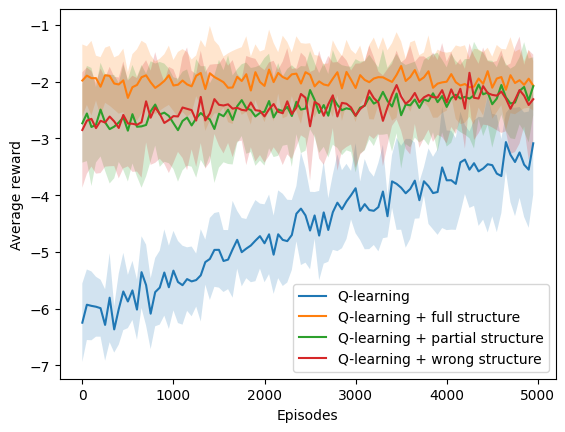 −1
−2
−3
−4
−5
−6
−7
Average reward
0
1000
2000
3000
4000
5000
Episodes
Q-learning
Q-learning + full structure
Q-learning + partial structure
Q-learning + wrong structure